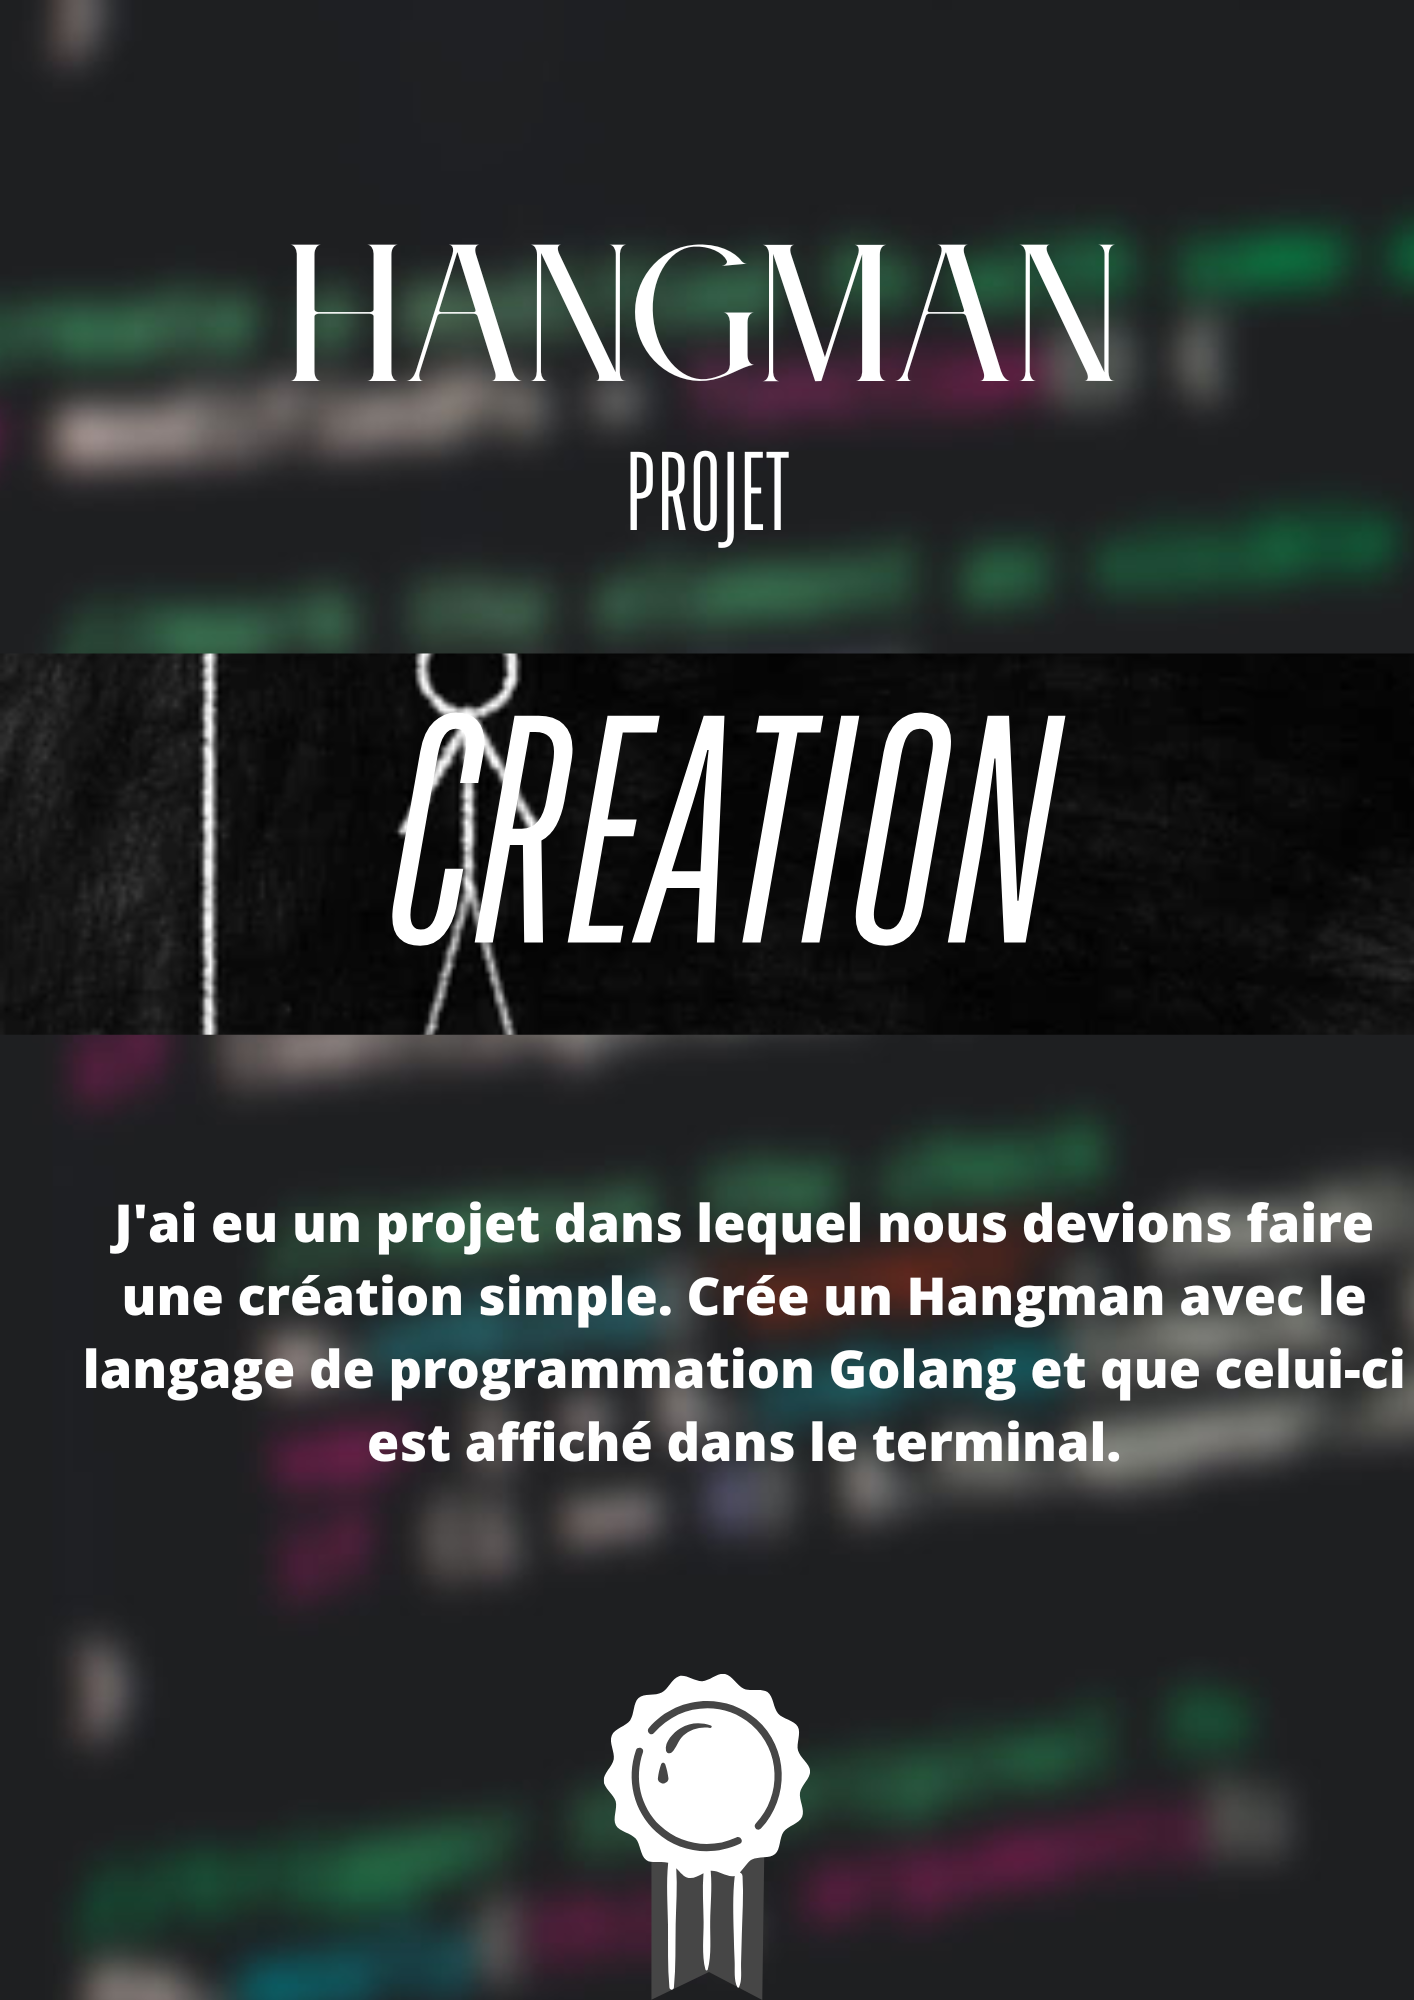 HANGMAN
PROJET
CREATION
J'ai eu un projet dans lequel nous devions faire
une création simple. Crée un Hangman avec le
langage de programmation Golang et que celui-ci
est affiché dans le terminal.